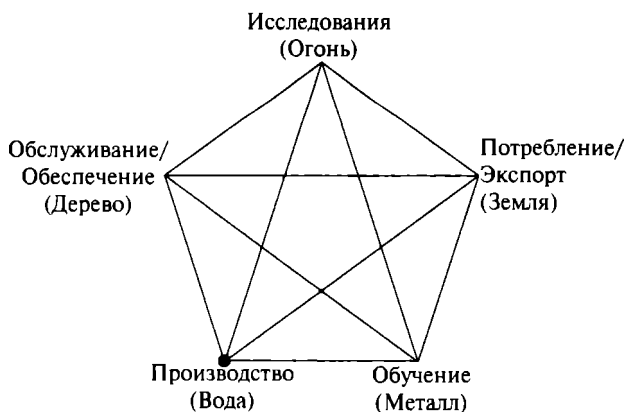 Исследования
(Огонь)
Обслуживание/
Обеспечение
(Дерево)
Потребление/
Экспорт
(Земля)
Производство
(Вода)
Обучение
(Металл)